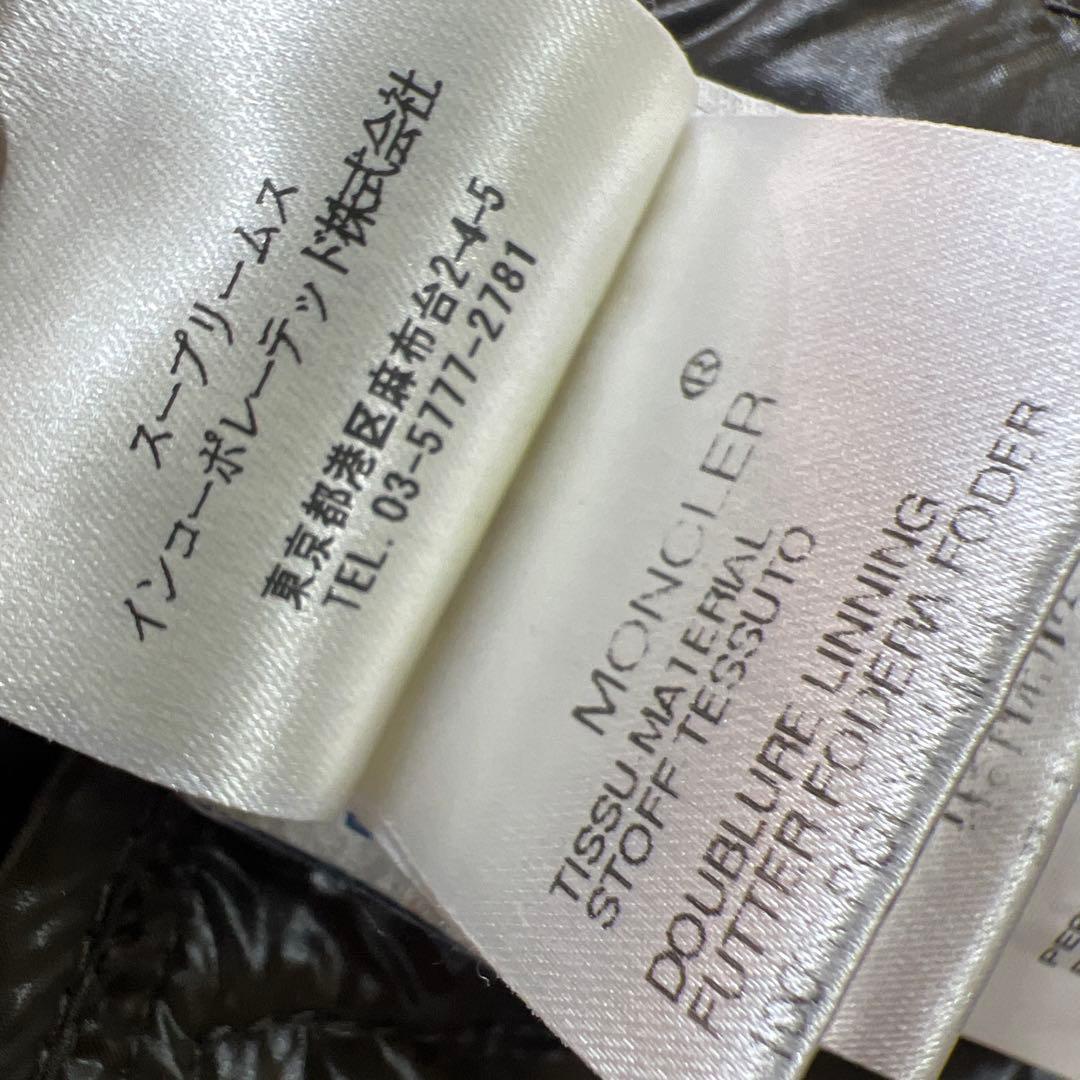 スープリームス
インコーポレーテッド株式会社
東京都港区麻布台2-4-5
TEL. 03-5777-2781
MONCLER®
TISSU MATERIAL
STOFF TESSUTO
DOUBLURE LINING
FUTTER FODERA FODER
PER